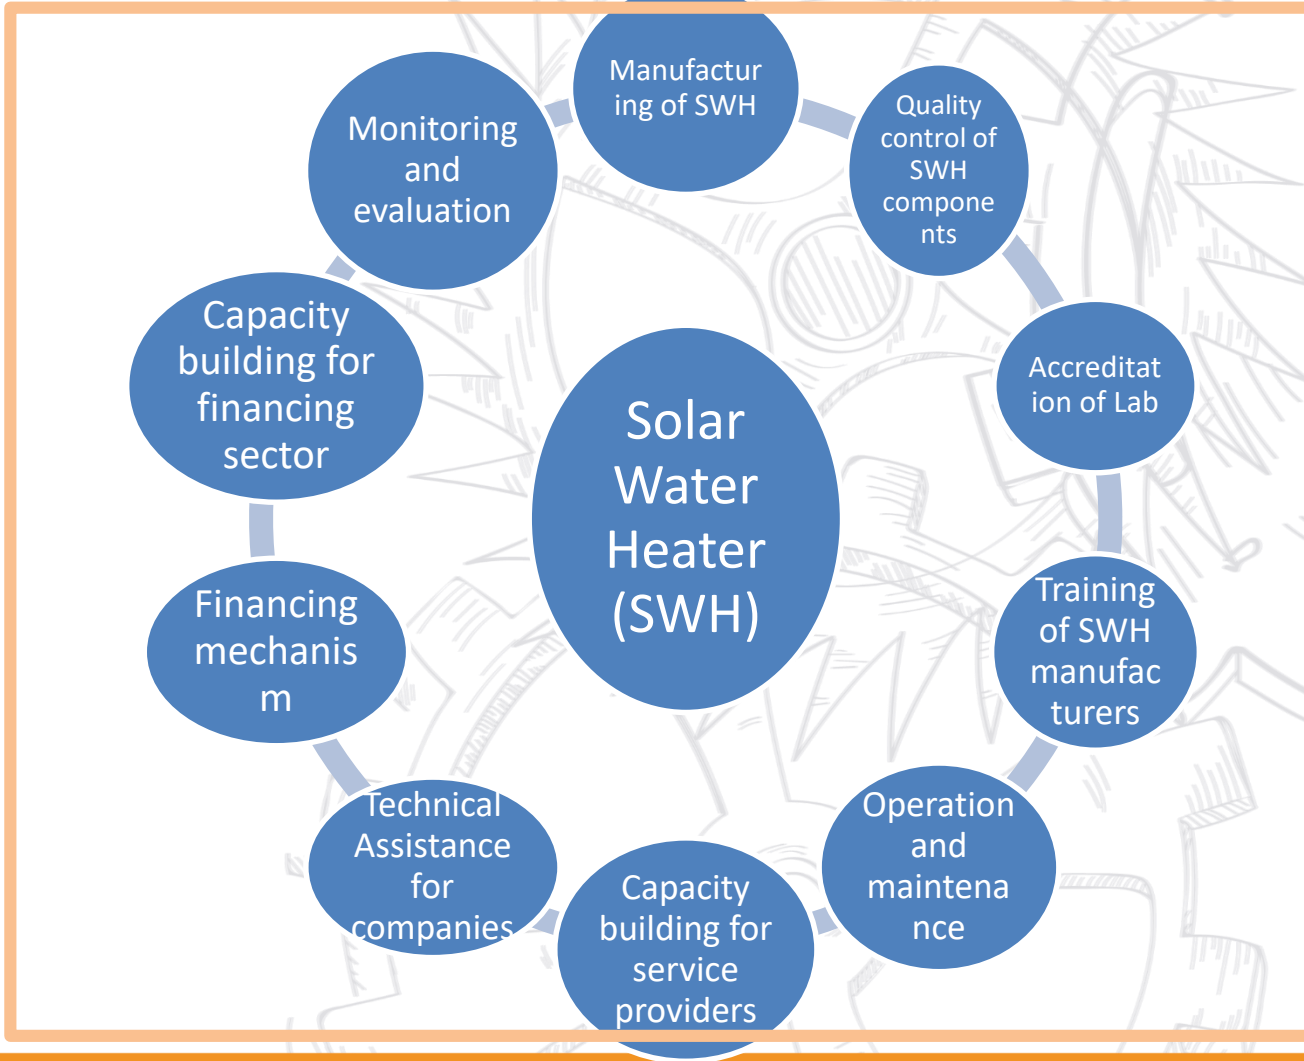 Manufactur
ing of SWH
Quality
control of
SWH
compone
nts
Accreditat
ion of Lab
Training
of SWH
manufac
turers
Operation
and
maintena
nce
Capacity
building for
service
providers
Technical
Assistance
for
companies
Financing
mechanis
m
Capacity
building for
financing
sector
Monitoring
and
evaluation
Solar
Water
Heater
(SWH)